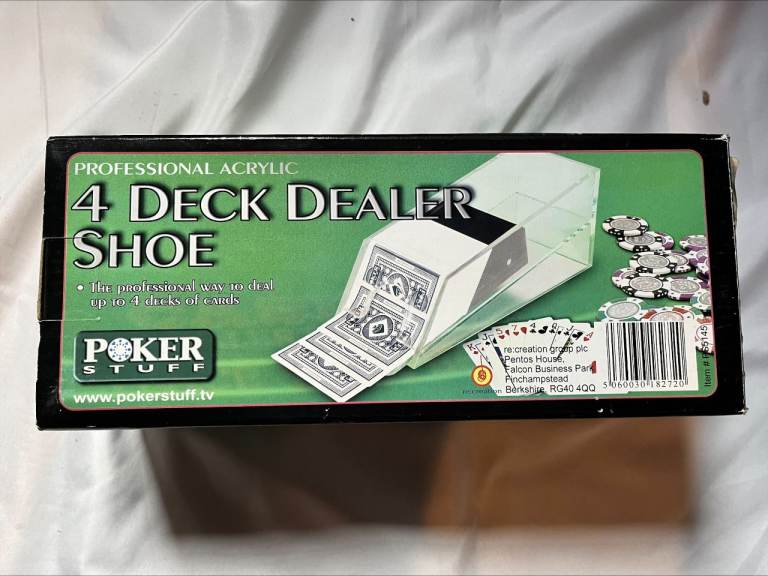 PROFESSIONAL ACRYLIC
4 DECK DEALER
SHOE
• The professional way to deal
up to 4 decks of cards
POKER
STUFF
www.pokerstuff.tv
re:creation group plc
Pentos House,
Falcon Business Park
Finchampstead
Berkshire, RG40 4QQ
re:creation
5 060030 182720